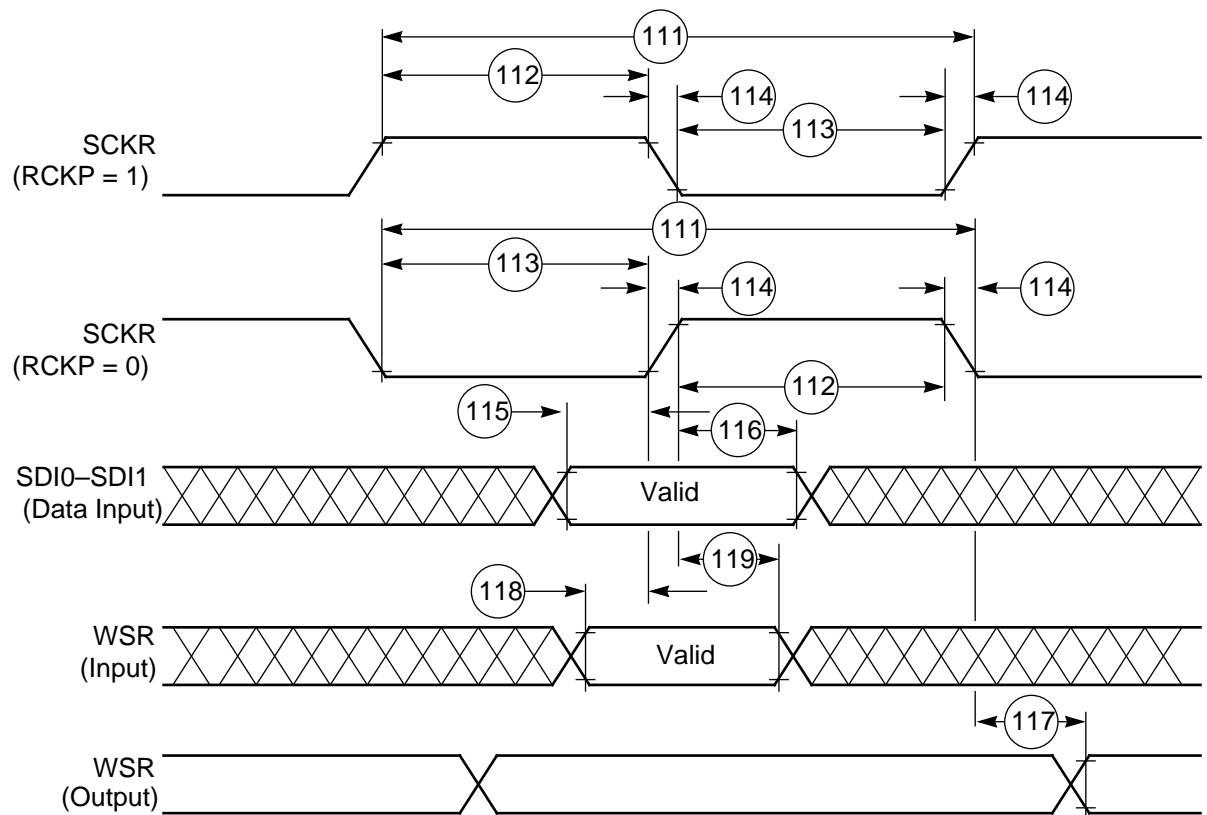 111
112
114
114
113
SCKR
(RCKP = 1)
111
113
114
114
SCKR
(RCKP = 0)
112
115
116
SDI0–SDI1
(Data Input)
Valid
119
118
WSR
(Input)
Valid
117
WSR
(Output)